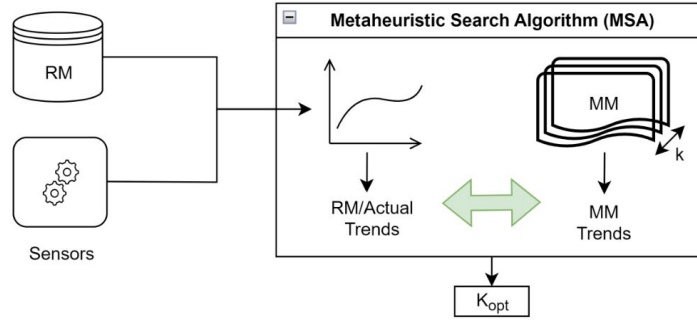 Metaheuristic Search Algorithm (MSA)
RM
MM
k
RM/Actual
Trends
MM
Trends
Sensors
Kopt